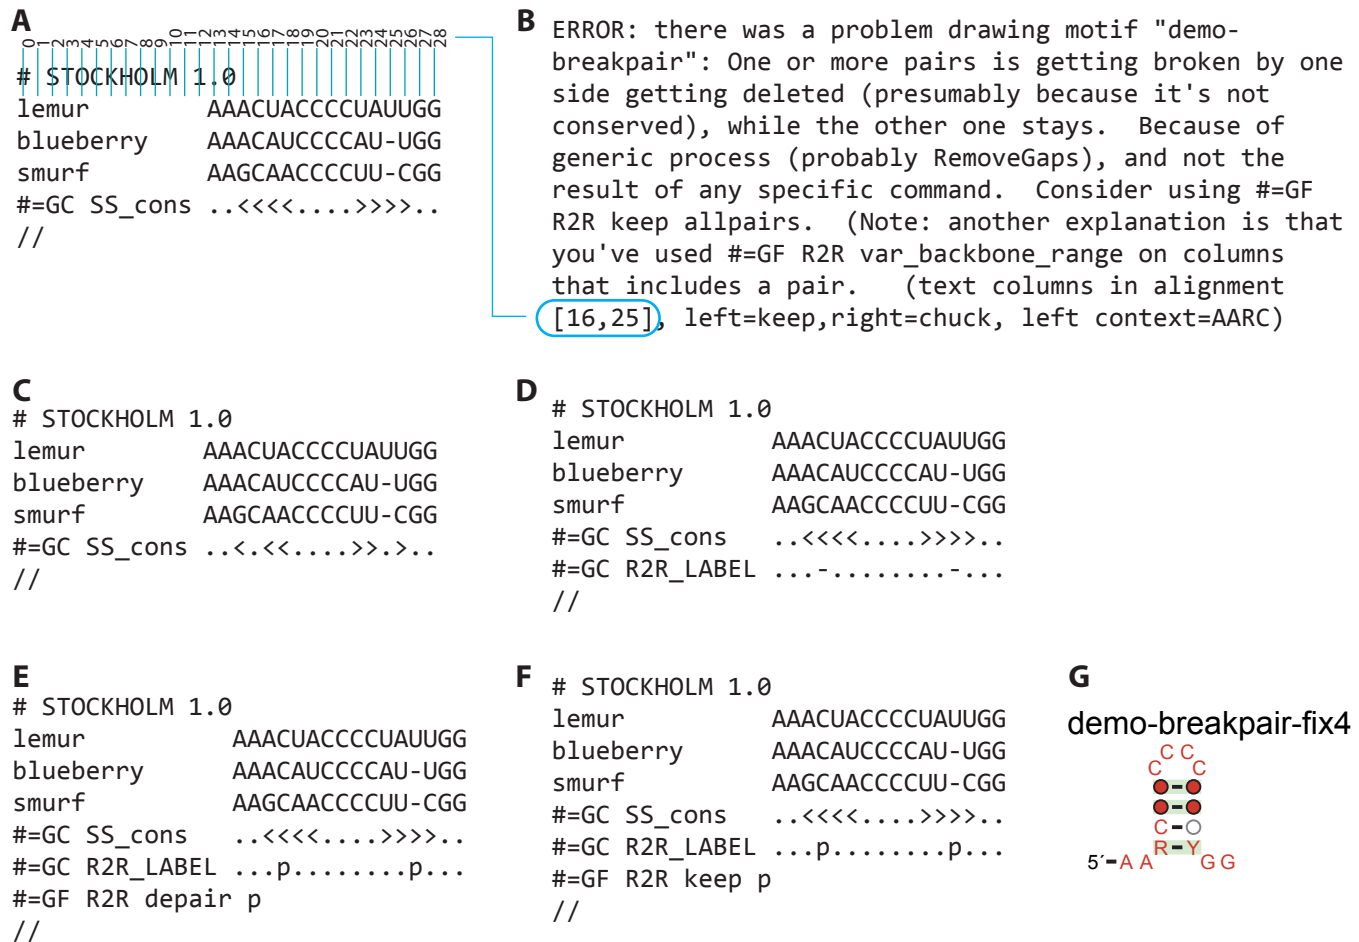 A
0 1 2 3 4 5 6 7 8 9 10 11 12 13 14 15 16 17 18 19 20 21 22 23 24 25 26 27 28
# STOCKHOLM 1.0
lemur AAACUACCCCUAUUGG
blueberry AAACAUCCCCAU-UGG
smurf AAGCAACCCCUU-CGG
#=GC SS_cons ..<<<<....>>>>..
//
B
ERROR: there was a problem drawing motif "demo-
breakpair": One or more pairs is getting broken by one
side getting deleted (presumably because it's not
conserved), while the other one stays.  Because of
generic process (probably RemoveGaps), and not the
result of any specific command.  Consider using #=GF
R2R keep allpairs.  (Note: another explanation is that
you've used #=GF R2R var_backbone_range on columns
that includes a pair.   (text columns in alignment
[16,25], left=keep,right=chuck, left context=AARC)
C
# STOCKHOLM 1.0
lemur AAACUACCCCUAUUGG
blueberry AAACAUCCCCAU-UGG
smurf AAGCAACCCCUU-CGG
#=GC SS_cons ..<.<<....>>.>..
//
D
# STOCKHOLM 1.0
lemur AAACUACCCCUAUUGG
blueberry AAACAUCCCCAU-UGG
smurf AAGCAACCCCUU-CGG
#=GC SS_cons ..<<<<....>>>>..
#=GC R2R_LABEL ...-........-...
//
E
# STOCKHOLM 1.0
lemur AAACUACCCCUAUUGG
blueberry AAACAUCCCCAU-UGG
smurf AAGCAACCCCUU-CGG
#=GC SS_cons ..<<<<....>>>>..
#=GC R2R_LABEL ...p........p...
#=GF R2R depair p
//
F
# STOCKHOLM 1.0
lemur AAACUACCCCUAUUGG
blueberry AAACAUCCCCAU-UGG
smurf AAGCAACCCCUU-CGG
#=GC SS_cons ..<<<<....>>>>..
#=GC R2R_LABEL ...p........p...
#=GF R2R keep p
//
G
demo-breakpair-fix4
C C
C C
C
R Y
5´ A A G G